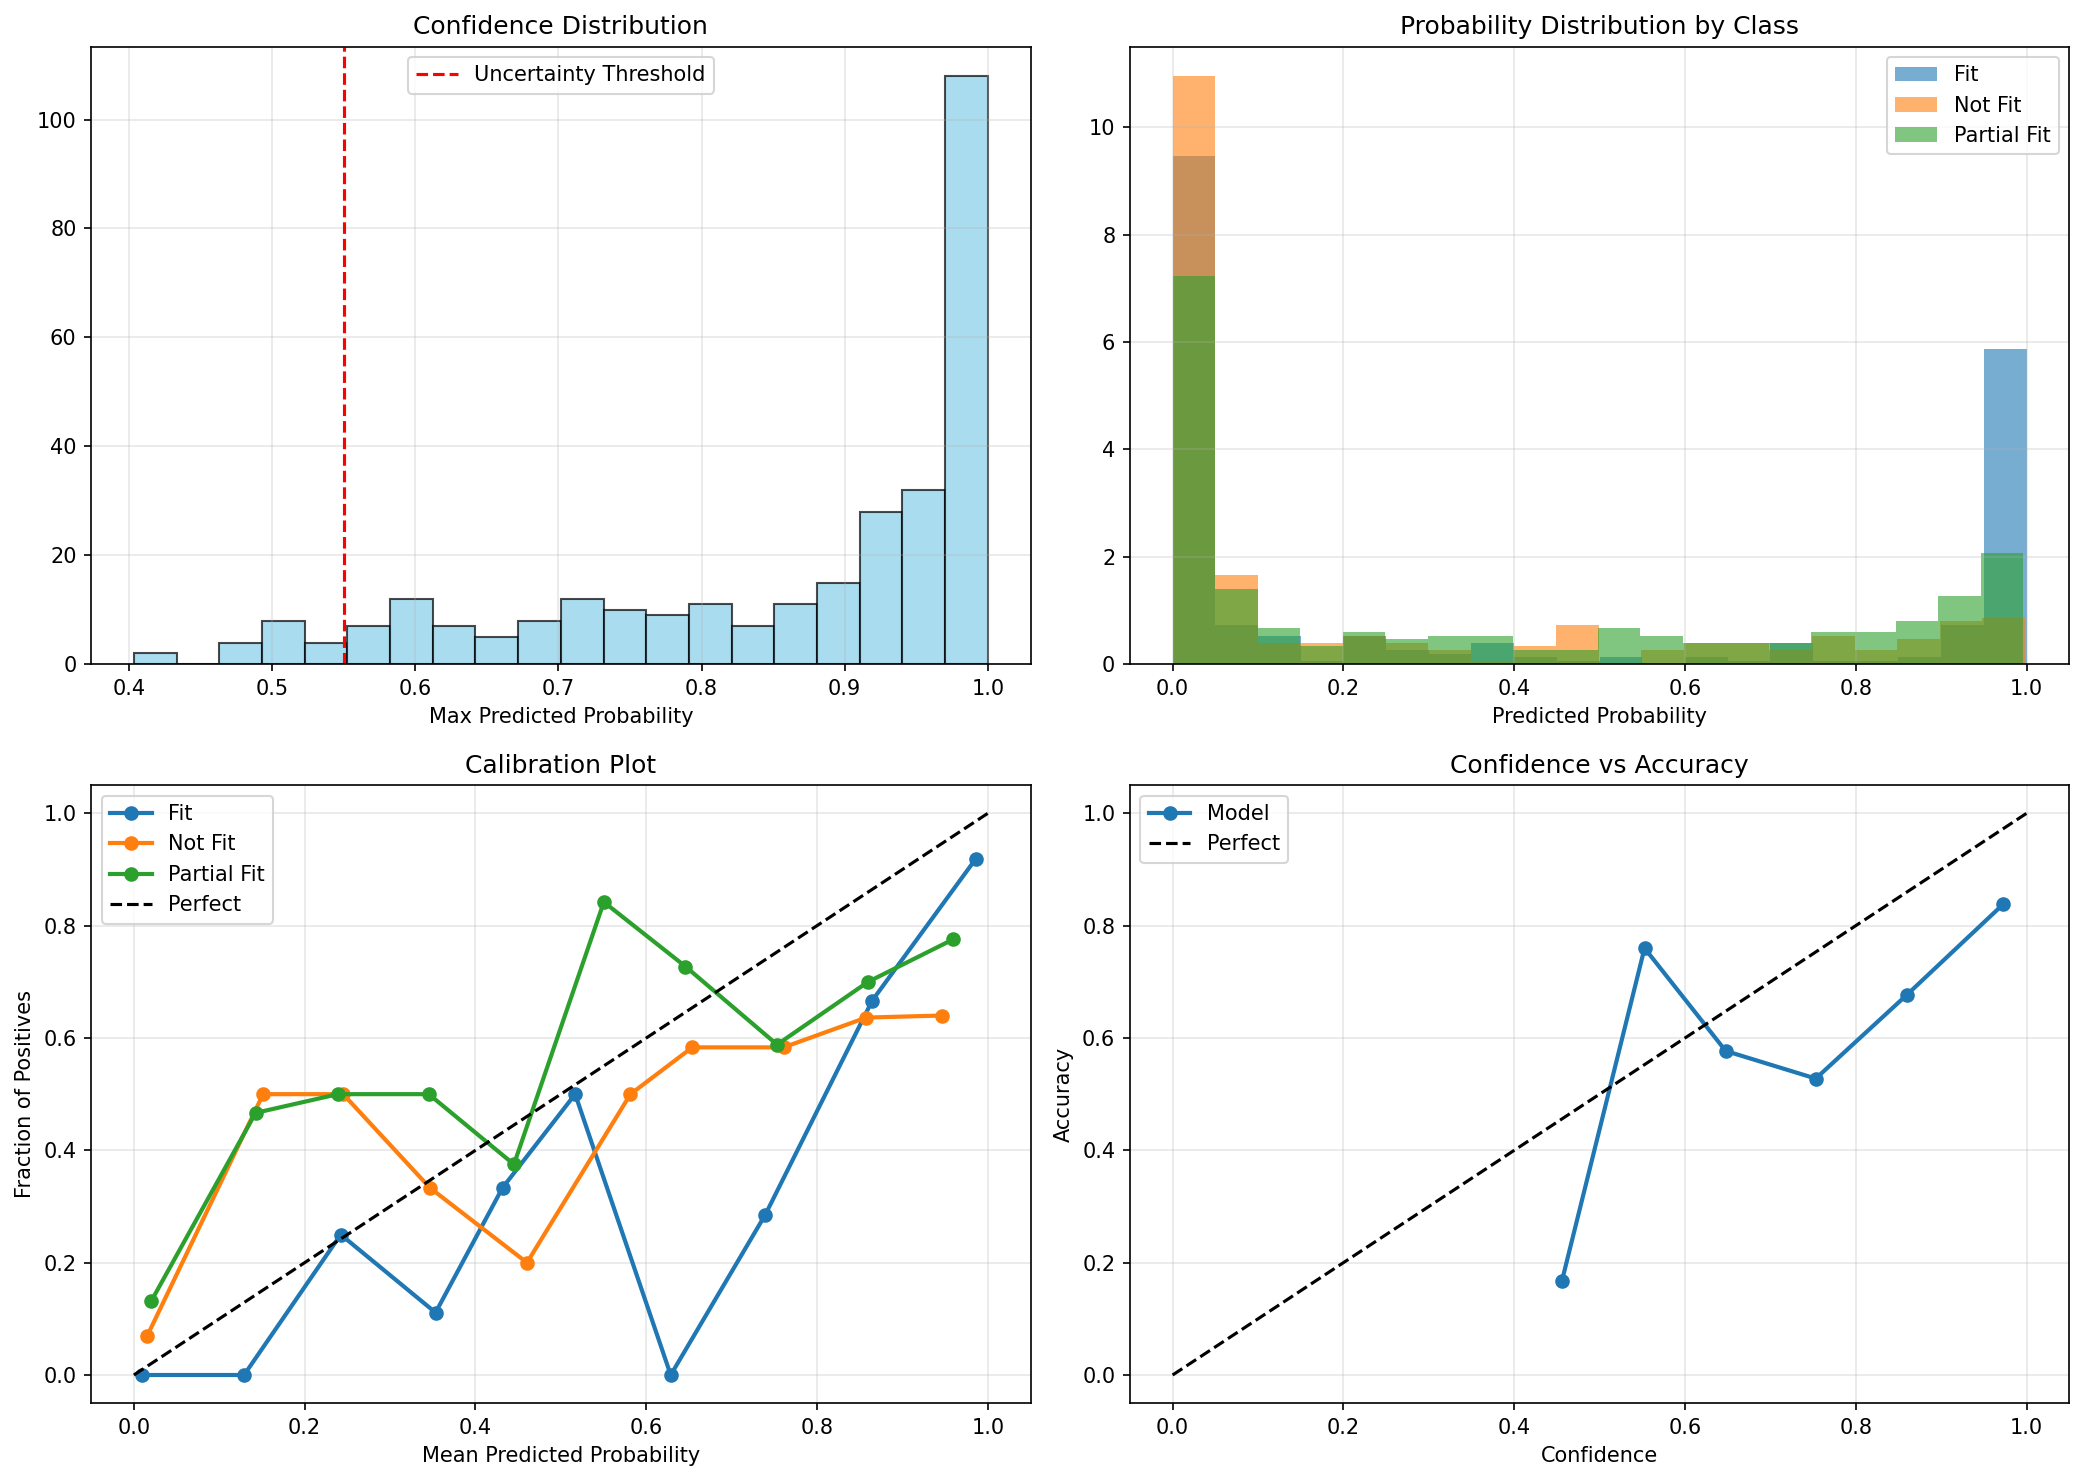 Confidence Distribution
Uncertainty Threshold
100
80
60
40
20
0
0.4 0.5 0.6 0.7 0.8 0.9 1.0
Max Predicted Probability
Probability Distribution by Class
Fit
Not Fit
Partial Fit
10
8
6
4
2
0
0.0 0.2 0.4 0.6 0.8 1.0
Predicted Probability
Calibration Plot
Fit
Not Fit
Partial Fit
Perfect
Fraction of Positives
1.0
0.8
0.6
0.4
0.2
0.0
0.0 0.2 0.4 0.6 0.8 1.0
Mean Predicted Probability
Confidence vs Accuracy
Model
Perfect
Accuracy
1.0
0.8
0.6
0.4
0.2
0.0
0.0 0.2 0.4 0.6 0.8 1.0
Confidence